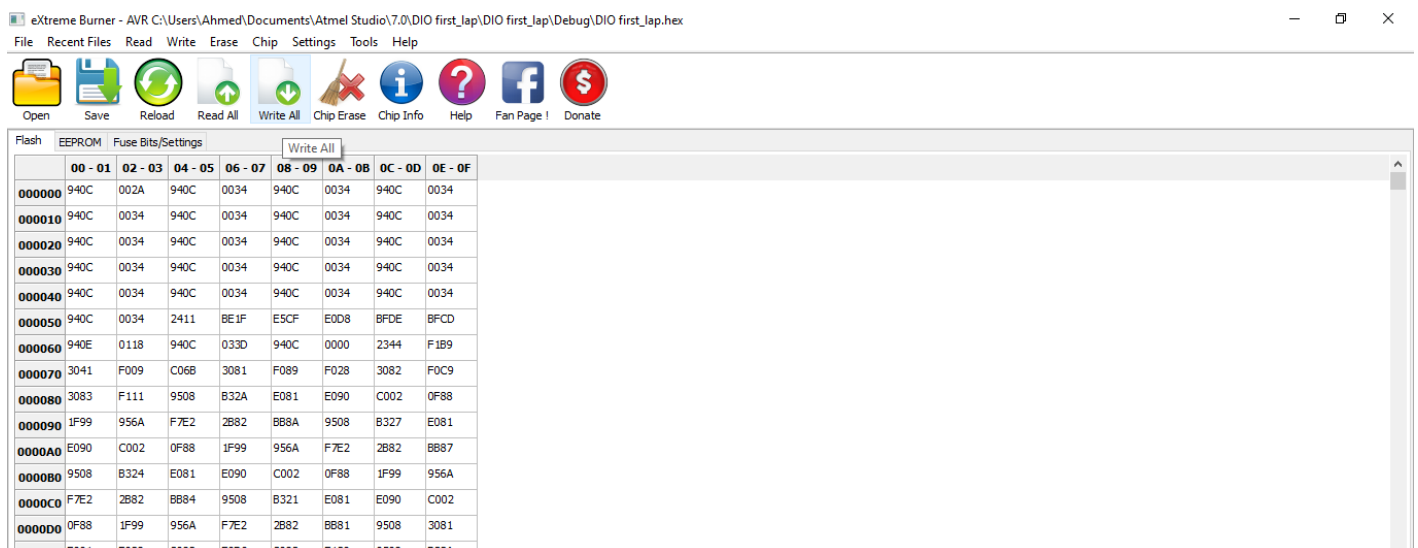 eXtreme Burner - AVR C:\Users\Ahmed\Documents\Atmel Studio\7.0\DIO first_lap\DIO first_lap\Debug\DIO first_lap.hex
File Recent Files Read Write Erase Chip Settings Tools Help
Open Save Reload Read All Write All Chip Erase Chip Info Help Fan Page ! Donate
Flash EEPROM Fuse Bits/Settings Write All
00 - 01 02 - 03 04 - 05 06 - 07 08 - 09 0A - 0B 0C - 0D 0E - 0F
000000 940C 002A 940C 0034 940C 0034 940C 0034
000010 940C 0034 940C 0034 940C 0034 940C 0034
000020 940C 0034 940C 0034 940C 0034 940C 0034
000030 940C 0034 940C 0034 940C 0034 940C 0034
000040 940C 0034 940C 0034 940C 0034 940C 0034
000050 940C 0034 2411 BE1F E5CF E0D8 BFDE BFCD
000060 940E 0118 940C 033D 940C 0000 2344 F1B9
000070 3041 F009 C06B 3081 F089 F028 3082 F0C9
000080 3083 F111 9508 B32A E081 E090 C002 0F88
000090 1F99 956A F7E2 2B82 BB8A 9508 B327 E081
0000A0 E090 C002 0F88 1F99 956A F7E2 2B82 BB87
0000B0 9508 B324 E081 E090 C002 0F88 1F99 956A
0000C0 F7E2 2B82 BB84 9508 B321 E081 E090 C002
0000D0 0F88 1F99 956A F7E2 2B82 BB81 9508 3081